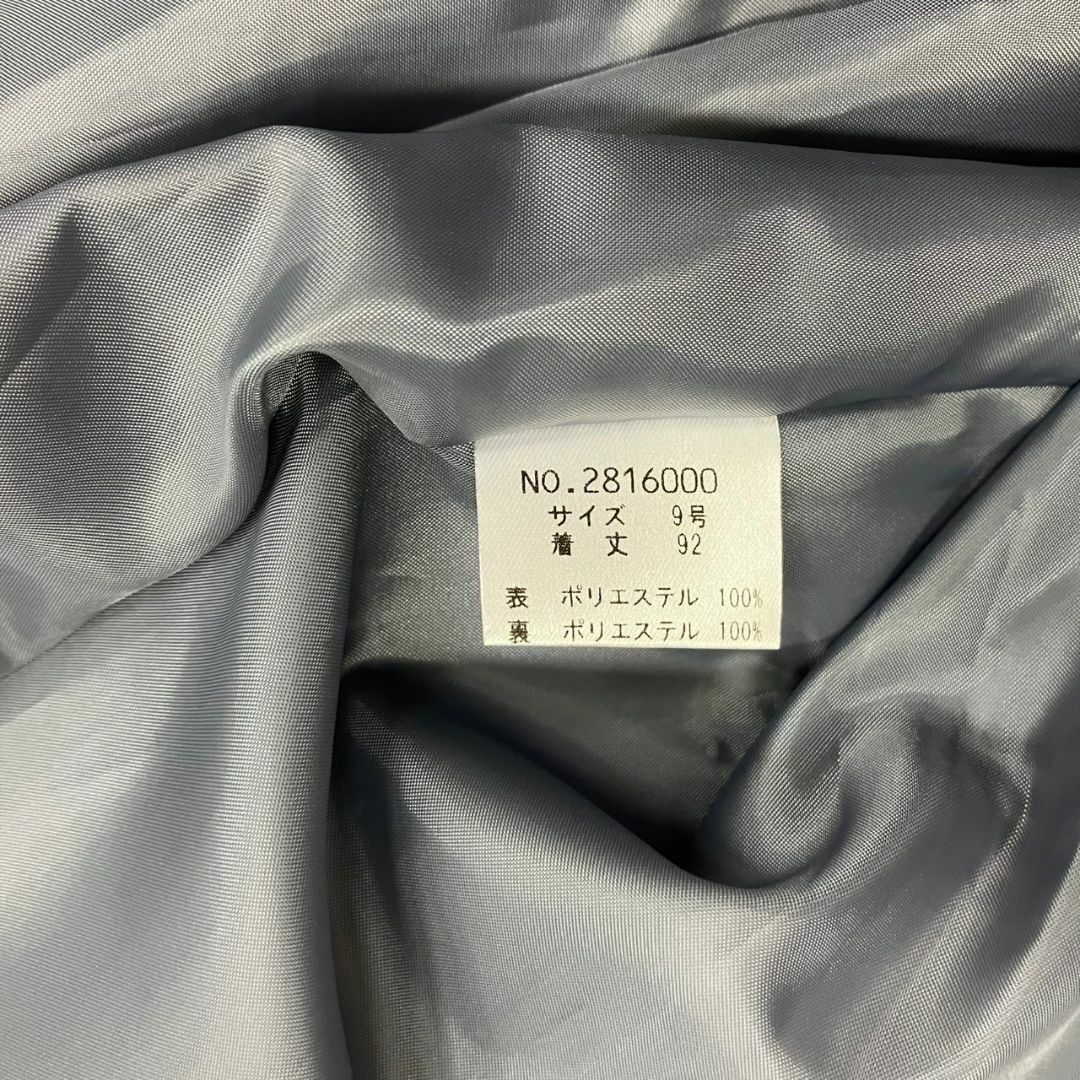 NO.2816000
サイズ 9号
着丈 92
表 ポリエステル 100%
裏 ポリエステル 100%